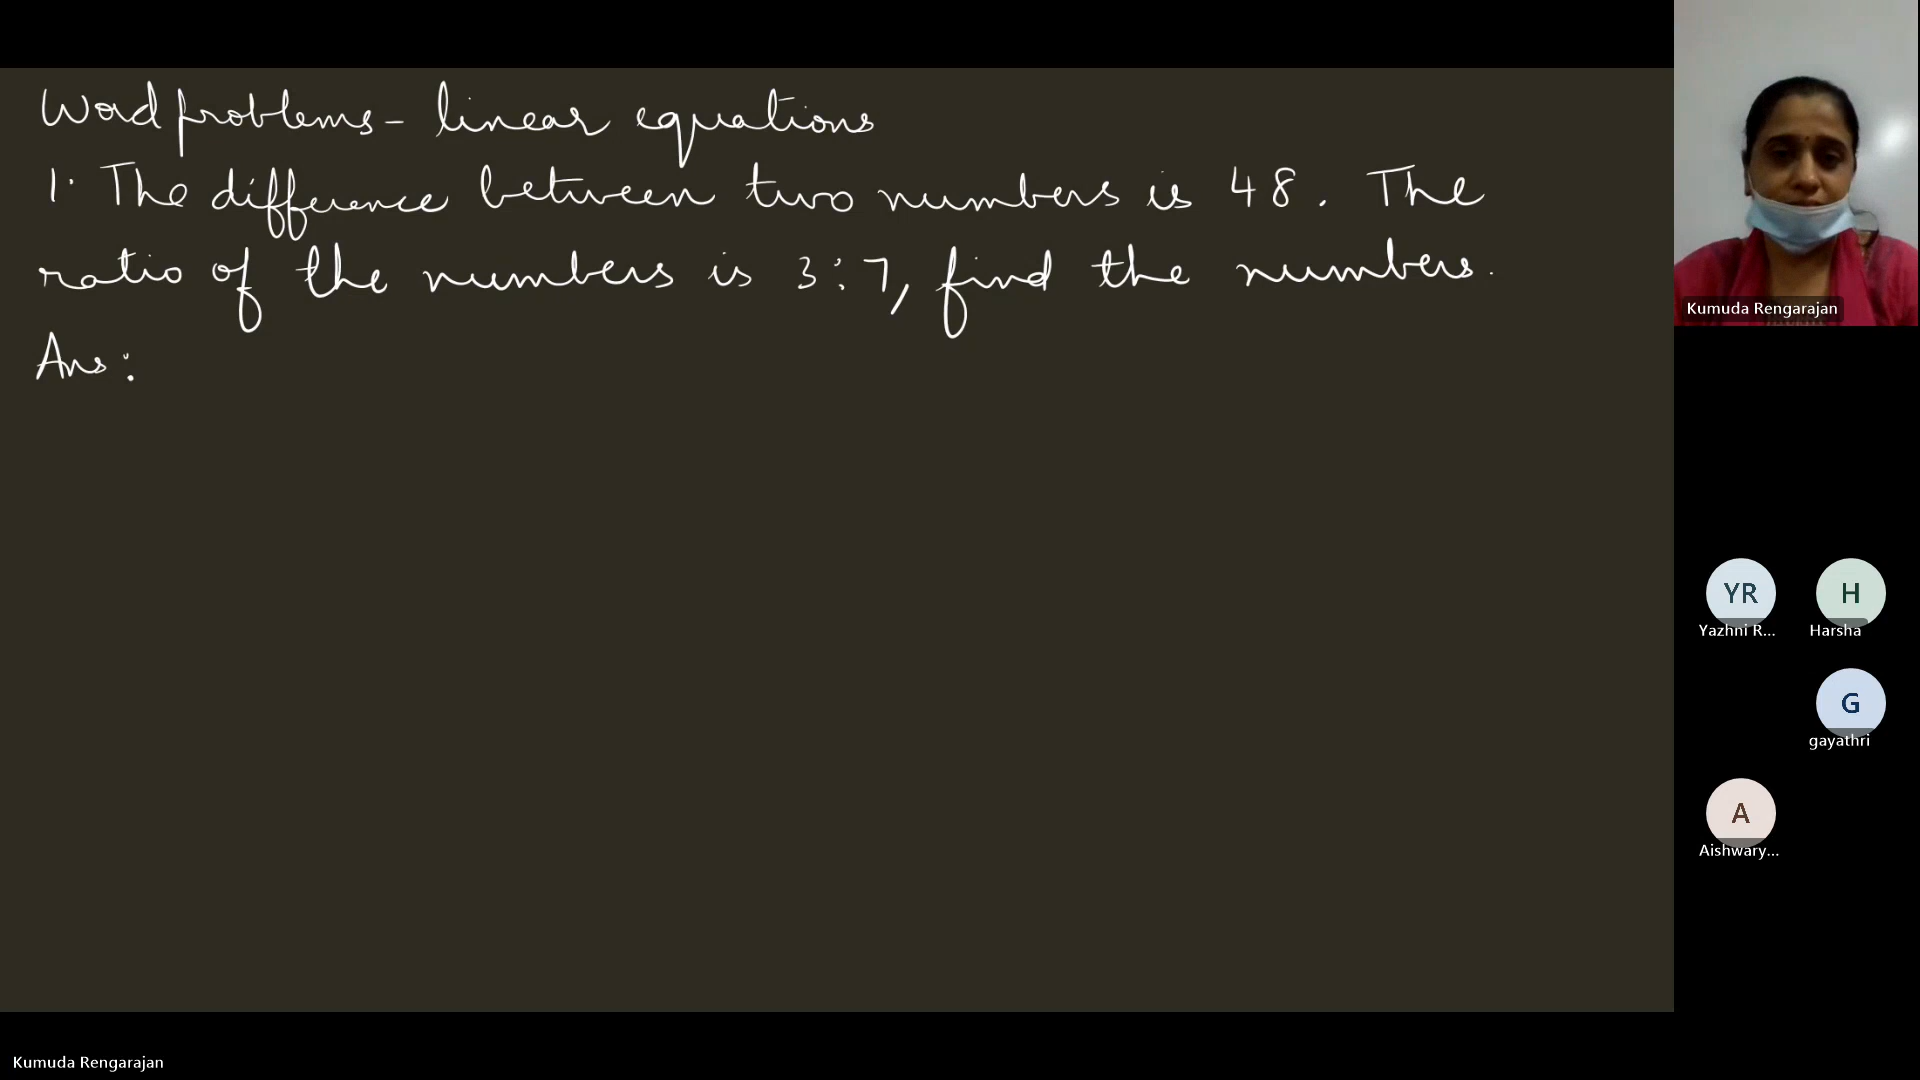 Word problems - linear equations
1. The difference between two numbers is 48. The
ratio of the numbers is 3:7, find the numbers.
Ans:
Kumuda Rengarajan
YR
H
Yazhni R...
Harsha
G
gayathri
A
Aishwary...
Kumuda Rengarajan